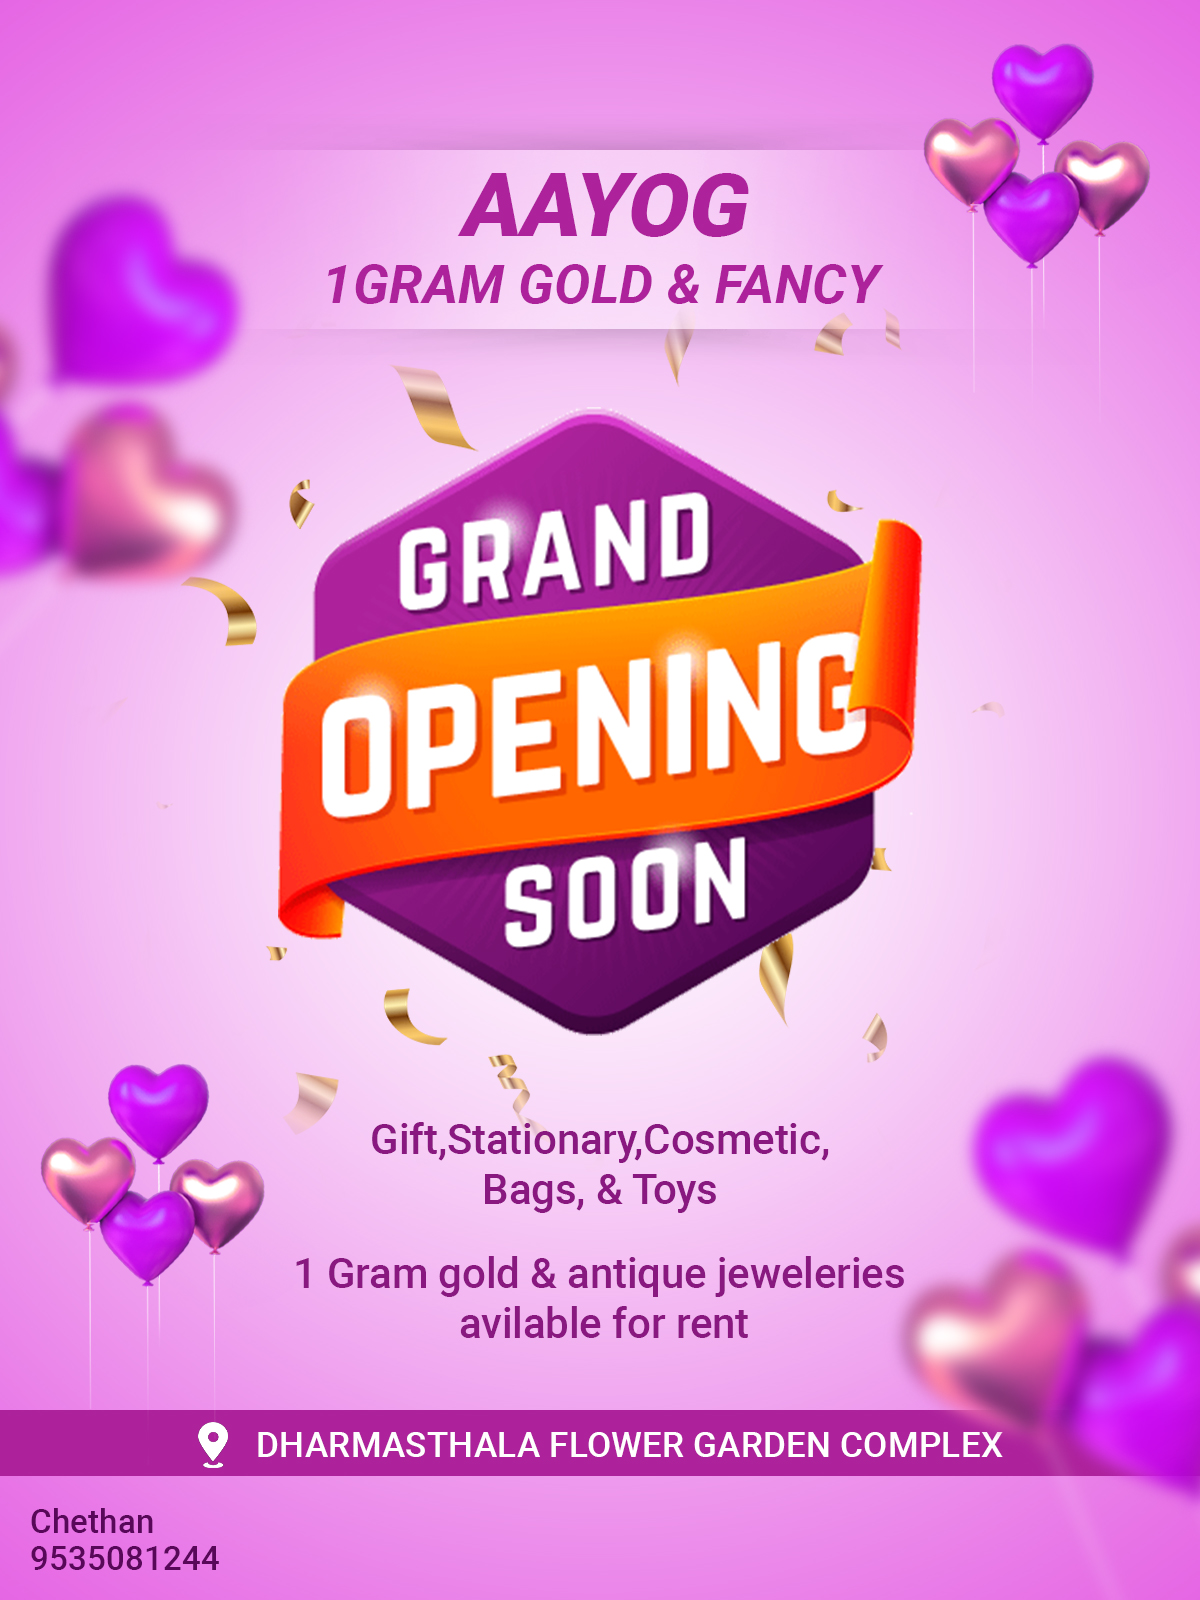 AAYOG
1GRAM GOLD & FANCY
GRAND
OPENING
SOON
Gift,Stationary,Cosmetic,
Bags, & Toys
1 Gram gold & antique jeweleries
avilable for rent
DHARMASTHALA FLOWER GARDEN COMPLEX
Chethan
9535081244